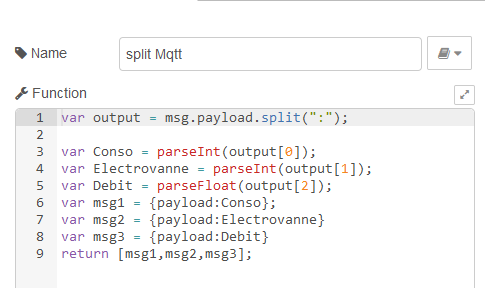 Name
split Mqtt
Function
1 var output = msg.payload.split(":");
2
3 var Conso = parseInt(output[0]);
4 var Electrovanne = parseInt(output[1]);
5 var Debit = parseFloat(output[2]);
6 var msg1 = {payload:Conso};
7 var msg2 = {payload:Electrovanne}
8 var msg3 = {payload:Debit}
9 return [msg1,msg2,msg3];